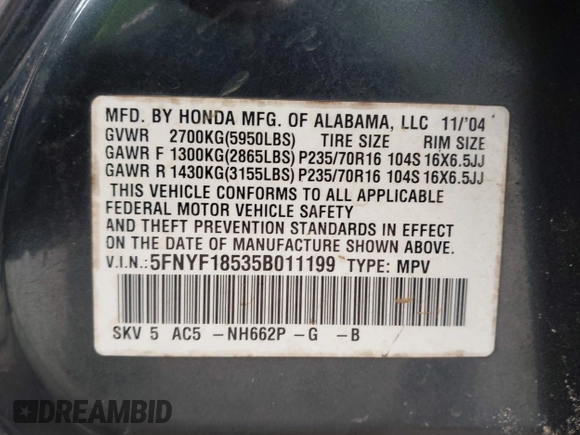 MFD. BY HONDA MFG. OF ALABAMA, LLC 11/'04
GVWR 2700KG(5950LBS) TIRE SIZE RIM SIZE
GAWR F 1300KG(2865LBS) P235/70R16 104S 16X6.5JJ
GAWR R 1430KG(3155LBS) P235/70R16 104S 16X6.5JJ
THIS VEHICLE CONFORMS TO ALL APPLICABLE
FEDERAL MOTOR VEHICLE SAFETY
AND THEFT PREVENTION STANDARDS IN EFFECT
ON THE DATE OF MANUFACTURE SHOWN ABOVE.
V.I.N.: 5FNYF18535B011199 TYPE: MPV
SKV 5 AC5 -NH662P -G -B
DREAMBID